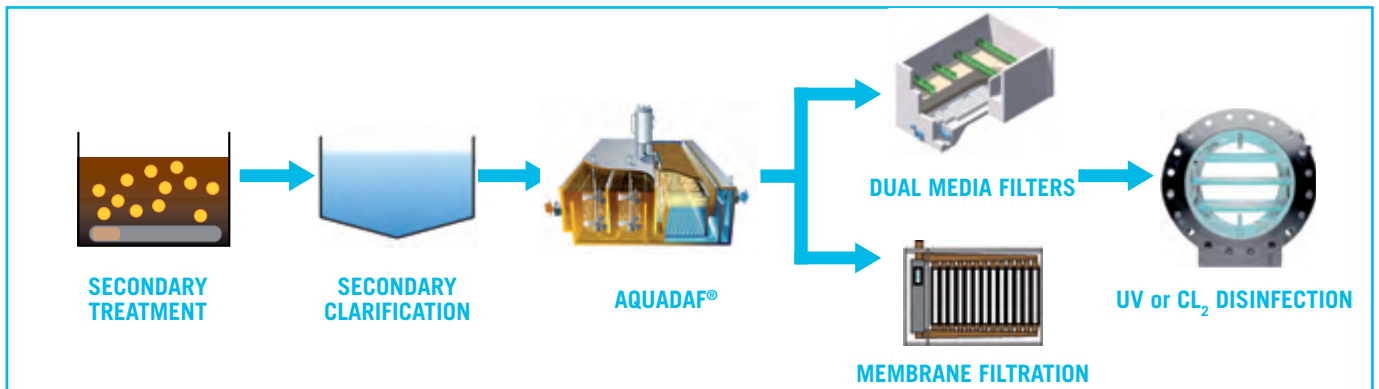 SECONDARY
TREATMENT
SECONDARY
CLARIFICATION
AQUADAF®
DUAL MEDIA FILTERS
MEMBRANE FILTRATION
UV or CL₂ DISINFECTION